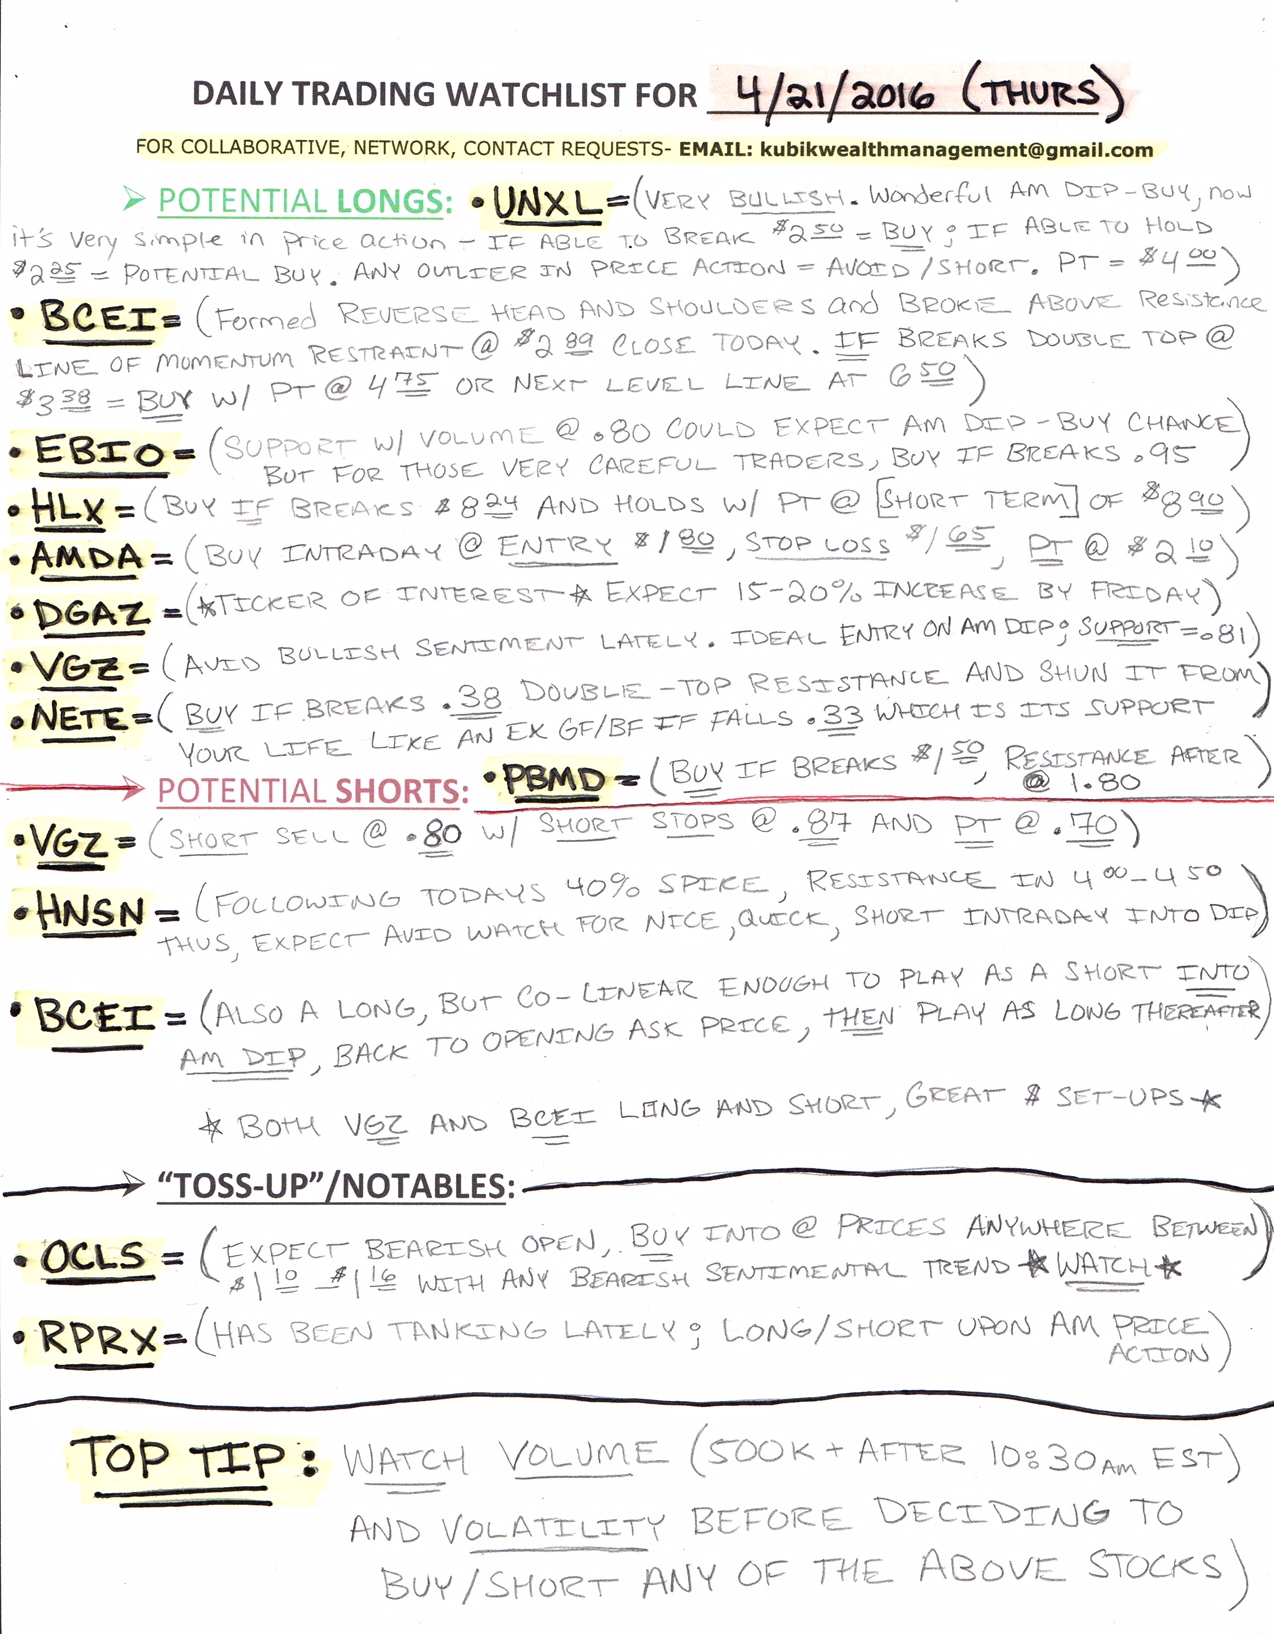 DAILY TRADING WATCHLIST FOR 4/21/2016 (THURS)
FOR COLLABORATIVE, NETWORK, CONTACT REQUESTS- EMAIL: kubikwealthmanagement@gmail.com
➢ POTENTIAL LONGS: • UNXL = (VERY BULLISH. Wonderful AM DIP-BUY, now
it's very simple in price action - IF ABLE TO BREAK $2.50 = BUY; IF ABLE TO HOLD
$2.25 = POTENTIAL BUY. ANY OUTLIER IN PRICE ACTION = AVOID/SHORT. PT = $4.00)
• BCEI = (Formed REVERSE HEAD AND SHOULDERS and BROKE ABOVE Resistance
LINE OF MOMENTUM RESTRAINT @ $2.89 CLOSE TODAY. IF BREAKS DOUBLE TOP @
$3.38 = BUY W/ PT @ 4.75 OR NEXT LEVEL LINE AT 6.50)
• EBIO = (SUPPORT W/ VOLUME @ .80 COULD EXPECT AM DIP-BUY CHANCE
BUT FOR THOSE VERY CAREFUL TRADERS, BUY IF BREAKS .95)
• HLX = (BUY IF BREAKS $8.24 AND HOLDS W/ PT @ [SHORT TERM] OF $8.90)
• AMDA = (BUY INTRADAY @ ENTRY $1.80, STOP LOSS $1.65, PT @ $2.10)
• DGAZ = (*TICKER OF INTEREST* EXPECT 15-20% INCREASE BY FRIDAY)
• VGZ = (AVID BULLISH SENTIMENT LATELY. IDEAL ENTRY ON AM DIP; SUPPORT = .81)
• NETE = (BUY IF BREAKS .38 DOUBLE-TOP RESISTANCE AND SHUN IT FROM
YOUR LIFE LIKE AN EX GF/BF IF FALLS .33 WHICH IS ITS SUPPORT)
➢ POTENTIAL SHORTS: • PBMD = (BUY IF BREAKS $1.50, RESISTANCE AFTER
@ 1.80)
• VGZ = (SHORT SELL @ .80 W/ SHORT STOPS @ .87 AND PT @ .70)
• HNSN = (FOLLOWING TODAYS 40% SPIKE, RESISTANCE IN 4.00-4.50
THUS, EXPECT AVID WATCH FOR NICE, QUICK, SHORT INTRADAY INTO DIP)
• BCEI = (ALSO A LONG, BUT CO-LINEAR ENOUGH TO PLAY AS A SHORT INTO
AM DIP, BACK TO OPENING ASK PRICE, THEN PLAY AS LONG THEREAFTER)
* BOTH VGZ AND BCEI LONG AND SHORT, GREAT $ SET-UPS *
➢ "TOSS-UP"/NOTABLES:
• OCLS = (EXPECT BEARISH OPEN, BUY INTO @ PRICES ANYWHERE BETWEEN
$1.10 - $1.16 WITH ANY BEARISH SENTIMENTAL TREND * WATCH *)
• RPRX = (HAS BEEN TANKING LATELY; LONG/SHORT UPON AM PRICE
ACTION)
TOP TIP: WATCH VOLUME (500K + AFTER 10:30 AM EST)
AND VOLATILITY BEFORE DECIDING TO
BUY/SHORT ANY OF THE ABOVE STOCKS)